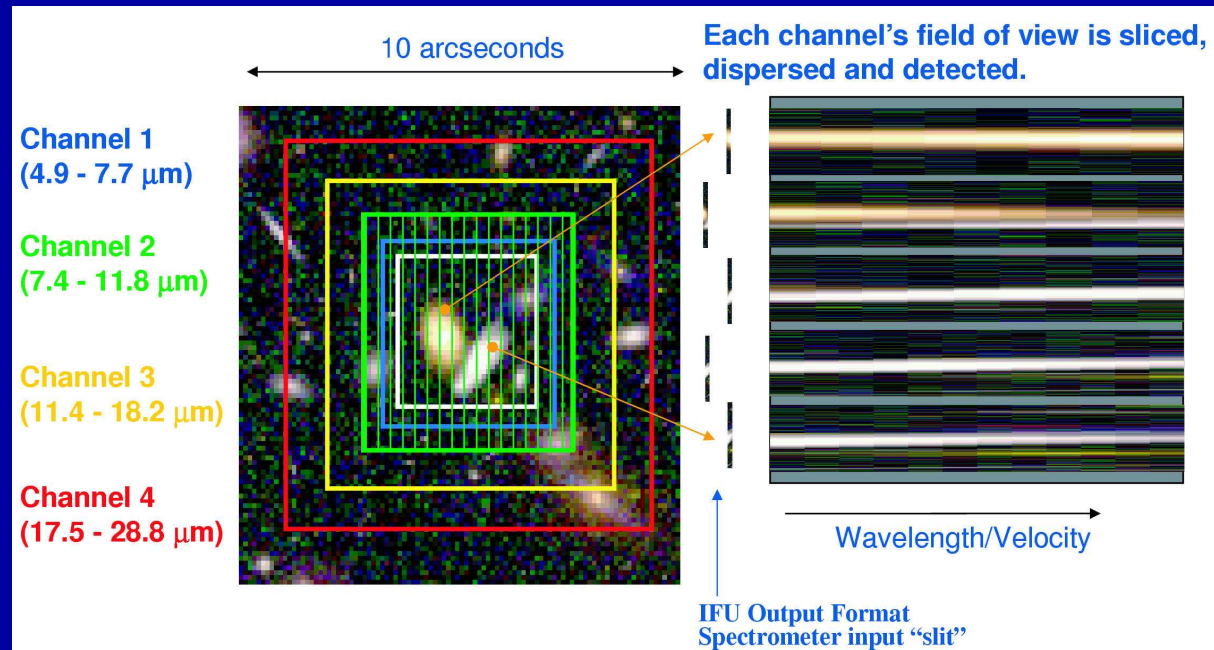 10 arcseconds
Each channel's field of view is sliced,
dispersed and detected.
Channel 1
(4.9 - 7.7 μm)
Channel 2
(7.4 - 11.8 μm)
Channel 3
(11.4 - 18.2 μm)
Channel 4
(17.5 - 28.8 μm)
Wavelength/Velocity
IFU Output Format
Spectrometer input “slit”